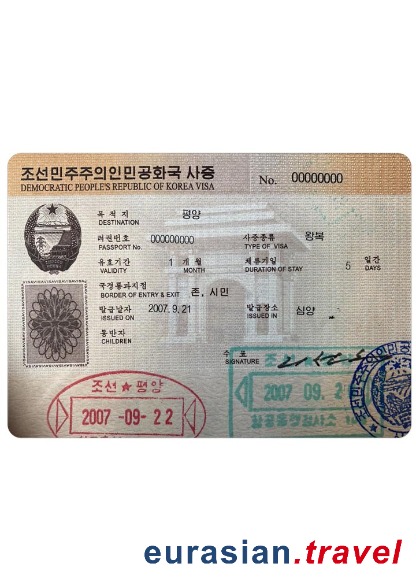 조선민주주의인민공화국 사증
DEMOCRATIC PEOPLE'S REPUBLIC OF KOREA VISA
No. 00000000
목적지 평양
DESTINATION
려권번호 000000000 사증종류 왕복
PASSPORT No. TYPE OF VISA
유효기간 1 개월 체류기일 5 일간
VALIDITY MONTH DURATION OF STAY DAYS
국경통과지점
BORDER OF ENTRY & EXIT
발급날자 2007.9.21 발급장소 심양
ISSUED ON ISSUED IN
동반자
CHILDREN
수표
SIGNATURE
조선 ★ 평양
2007 -09- 22
2007 09. 2
eurasian.travel